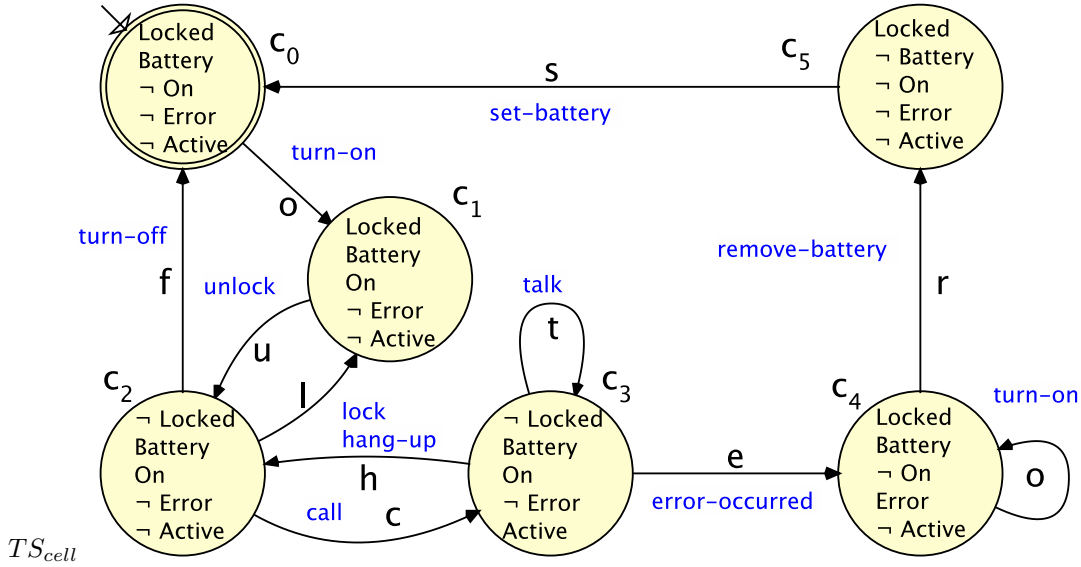 Locked
Battery
¬ On
¬ Error
¬ Active
c0
Locked
¬ Battery
¬ On
¬ Error
¬ Active
c5
s
set-battery
turn-on
o
c1
Locked
Battery
On
¬ Error
¬ Active
turn-off
f
unlock
u
l
lock
hang-up
h
call
c
talk
t
remove-battery
r
c2
¬ Locked
Battery
On
¬ Error
¬ Active
c3
¬ Locked
Battery
On
¬ Error
Active
e
error-occurred
c4
Locked
Battery
¬ On
Error
¬ Active
turn-on
o
TScell